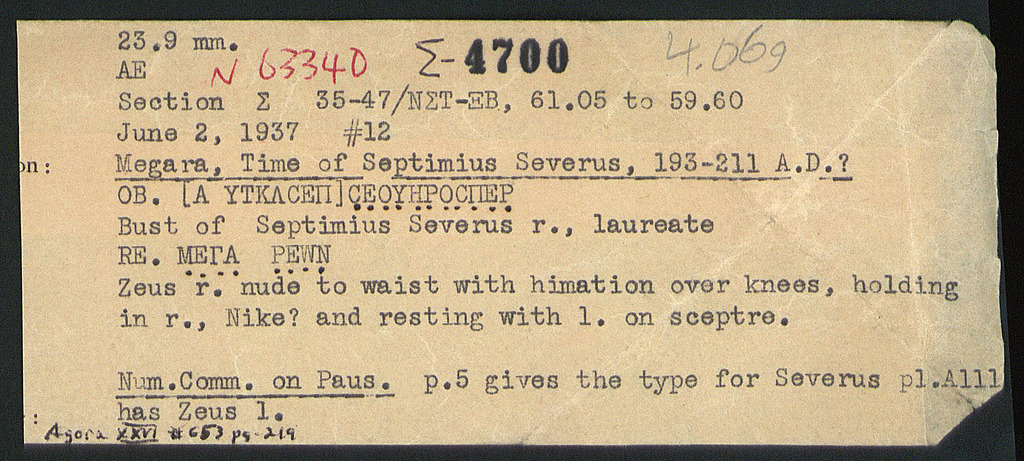 23.9 mm.
AE N 63340 Σ-4700 4.069
Section Σ 35-47/ΝΣΤ-ΞΒ, 61.05 to 59.60
June 2, 1937 #12
on: Megara, Time of Septimius Severus, 193-211 A.D.?
OB. [Α ΥΤΚΛCΕΠ]CΕΟΥΗΡΟCΠΕΡ
Bust of Septimius Severus r., laureate
RE. ΜΕΓΑ ΡΕWΝ
Zeus r. nude to waist with himation over knees, holding
in r., Nike? and resting with l. on sceptre.
Num.Comm. on Paus. p.5 gives the type for Severus pl.A111
: has Zeus l.
Agora XXVI #653 pg. 219